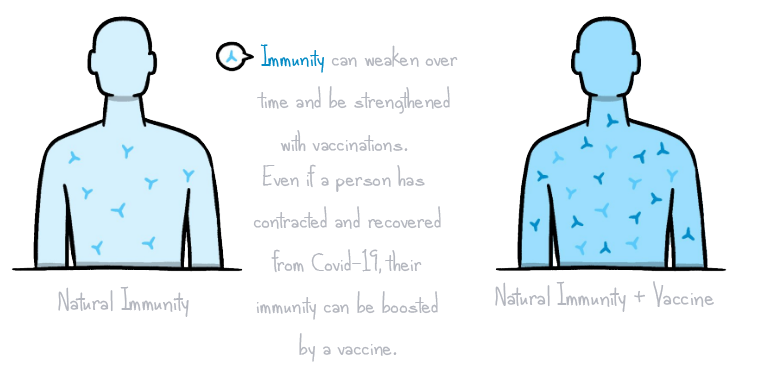 Immunity can weaken over
time and be strengthened
with vaccinations.
Even if a person has
contracted and recovered
from Covid-19, their
immunity can be boosted
by a vaccine.
Natural Immunity
Natural Immunity + Vaccine